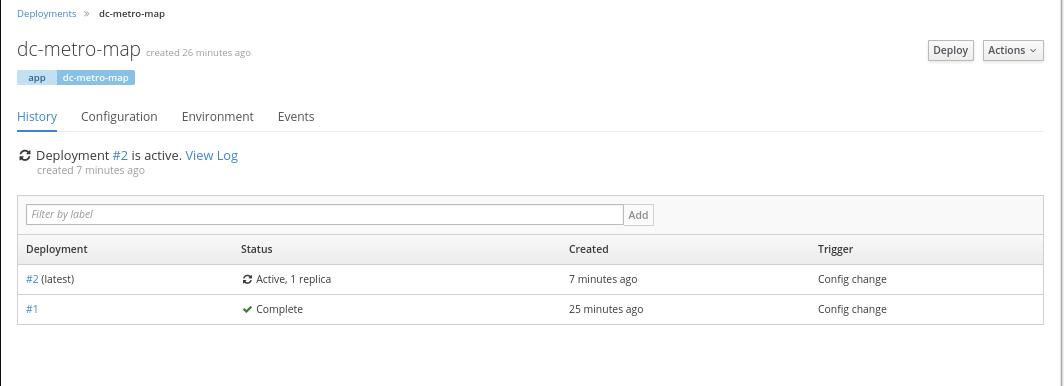 Deployments » dc-metro-map
dc-metro-map created 26 minutes ago
Deploy Actions
app dc-metro-map
History Configuration Environment Events
Deployment #2 is active. View Log
created 7 minutes ago
Filter by label Add
Deployment Status Created Trigger
#2 (latest) Active, 1 replica 7 minutes ago Config change
#1 Complete 25 minutes ago Config change